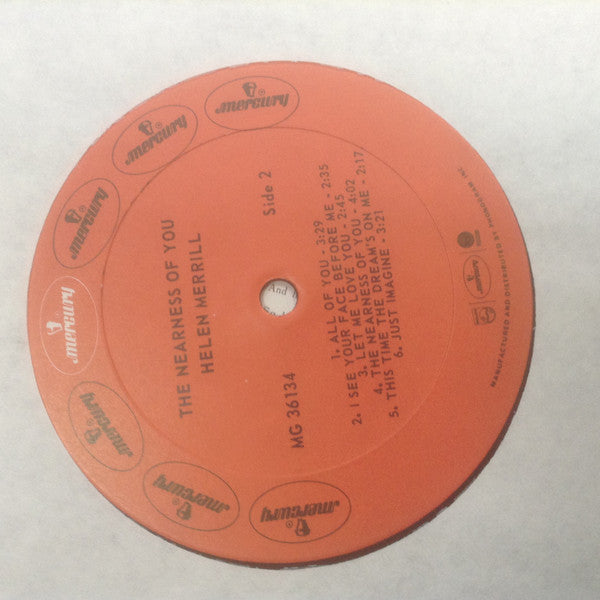 mercury
mercury
mercury
mercury
mercury
mercury
mercury
THE NEARNESS OF YOU
HELEN MERRILL
MG 36134
Side 2
And
1. ALL OF YOU - 3:29
2. I SEE YOUR FACE BEFORE ME - 2:35
3. LET ME LOVE YOU - 2:45
4. THE NEARNESS OF YOU - 4:02
5. THIS TIME THE DREAM'S ON ME - 2:17
6. JUST IMAGINE - 3:21
mercury
MANUFACTURED AND DISTRIBUTED BY PHONOGRAM INC.